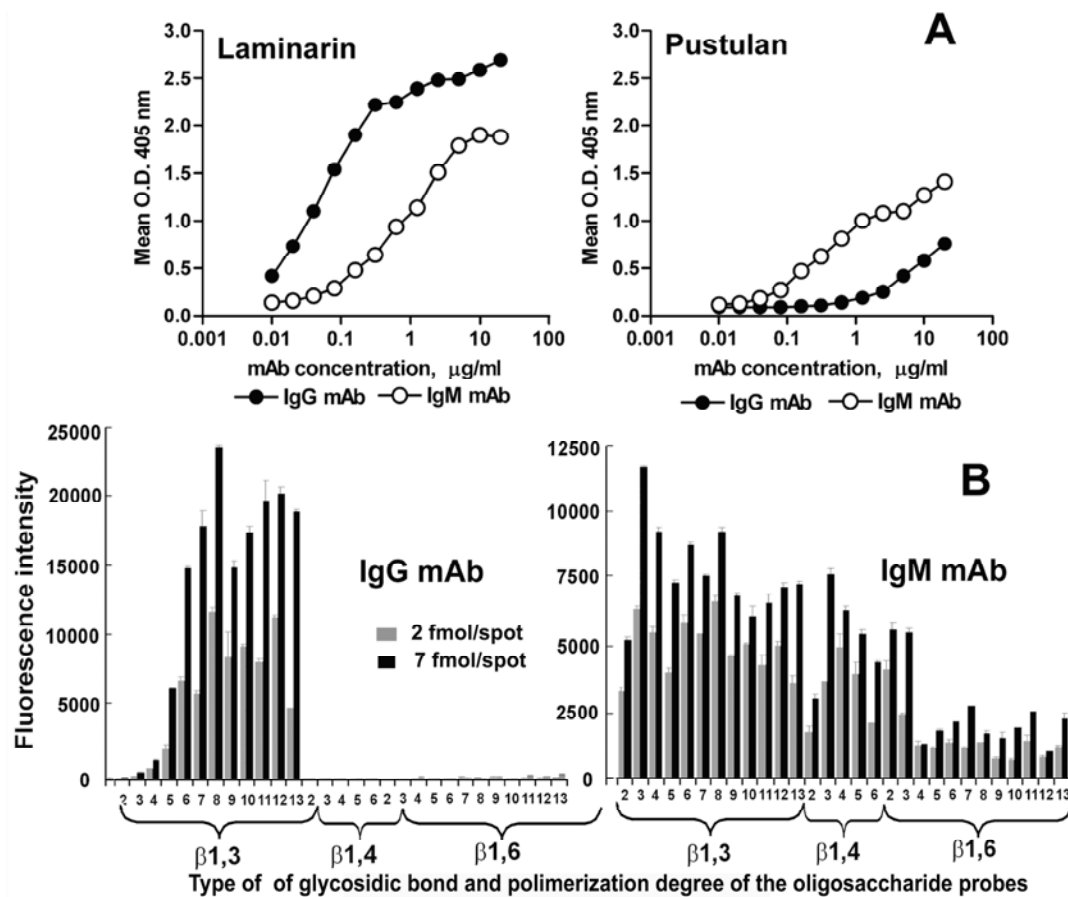 A
Laminarin
Mean O.D. 405 nm
3.0
2.5
2.0
1.5
1.0
0.5
0.0
0.001 0.01 0.1 1 10 100
mAb concentration, μg/ml
IgG mAb IgM mAb
Pustulan
Mean O.D. 405 nm
3.0
2.5
2.0
1.5
1.0
0.5
0.0
0.001 0.01 0.1 1 10 100
mAb concentration, μg/ml
IgG mAb IgM mAb
B
Fluorescence intensity
25000
20000
15000
10000
5000
0
IgG mAb
2 fmol/spot
7 fmol/spot
2 3 4 5 6 7 8 9 10 11 12 13 2 3 4 5 6 2 3 4 5 6 7 8 9 10 11 12 13
β1,3 β1,4 β1,6
12500
10000
7500
5000
2500
0
IgM mAb
2 3 4 5 6 7 8 9 10 11 12 13 2 3 4 5 6 2 3 4 5 6 7 8 9 10 11 12 13
β1,3 β1,4 β1,6
Type of of glycosidic bond and polimerization degree of the oligosaccharide probes